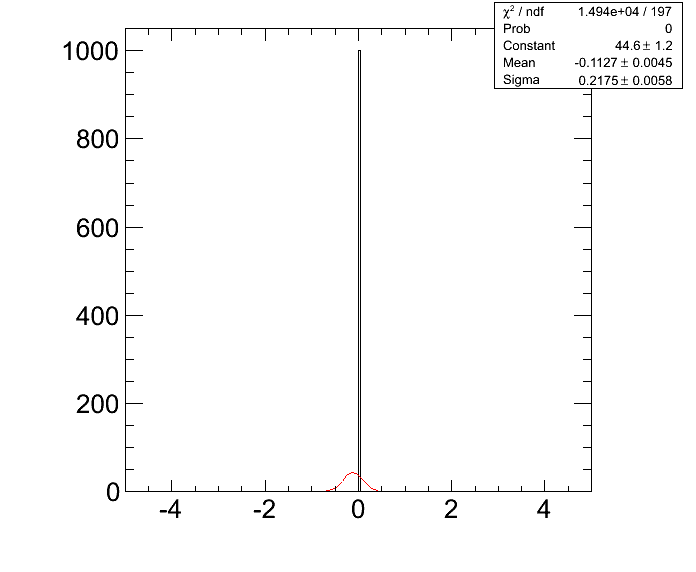 χ² / ndf 1.494e+04 / 197
Prob 0
Constant 44.6 ± 1.2
Mean -0.1127 ± 0.0045
Sigma 0.2175 ± 0.0058
1000
800
600
400
200
0
-4 -2 0 2 4